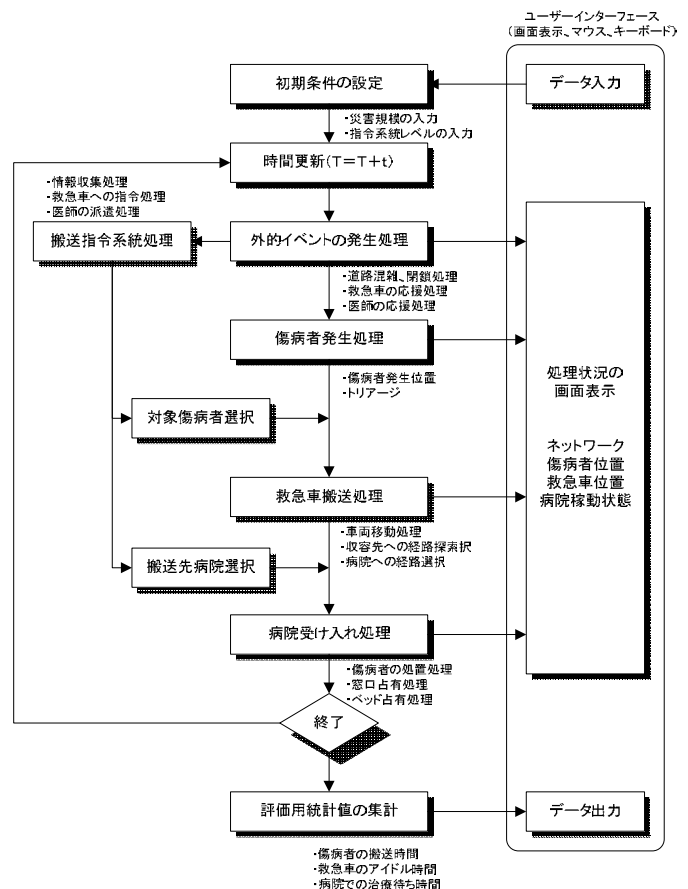 ユーザーインターフェース
(画面表示、マウス、キーボード)
初期条件の設定
データ入力
・災害規模の入力
・指令系統レベルの入力
時間更新(T=T+t)
・情報収集処理
・救急車への指令処理
・医師の派遣処理
搬送指令系統処理
外的イベントの発生処理
・道路混雑、閉鎖処理
・救急車の応援処理
・医師の応援処理
傷病者発生処理
・傷病者発生位置
・トリアージ
処理状況の
画面表示
ネットワーク
傷病者位置
救急車位置
病院稼動状態
対象傷病者選択
救急車搬送処理
・車両移動処理
・収容先への経路探索択
・病院への経路選択
搬送先病院選択
病院受け入れ処理
・傷病者の処置処理
・窓口占有処理
・ベッド占有処理
終了
評価用統計値の集計
データ出力
・傷病者の搬送時間
・救急車のアイドル時間
・病院での治療待ち時間